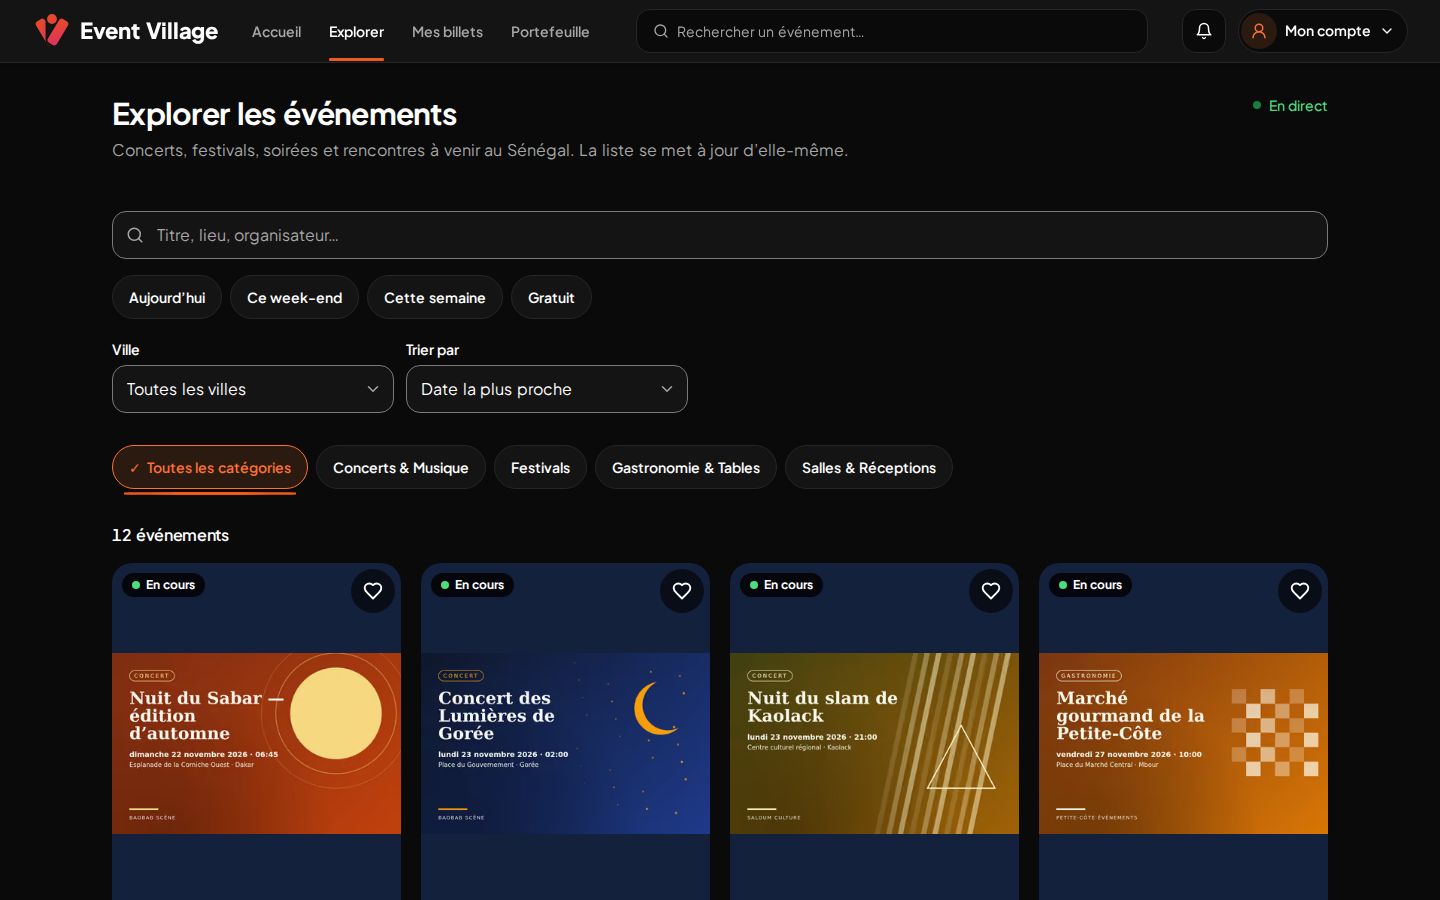 Event Village
Accueil
Explorer
Mes billets
Portefeuille
Rechercher un événement…
Mon compte
Explorer les événements
En direct
Concerts, festivals, soirées et rencontres à venir au Sénégal. La liste se met à jour d’elle-même.
Titre, lieu, organisateur…
Aujourd’hui
Ce week-end
Cette semaine
Gratuit
Ville
Trier par
Toutes les villes
Date la plus proche
✓ Toutes les catégories
Concerts & Musique
Festivals
Gastronomie & Tables
Salles & Réceptions
12 événements
En cours
CONCERT
Nuit du Sabar —
édition
d’automne
dimanche 22 novembre 2026 · 06:45
Esplanade de la Corniche Ouest · Dakar
BAOBAB SCÈNE
En cours
CONCERT
Concert des
Lumières de
Gorée
lundi 23 novembre 2026 · 02:00
Place du Gouvernement · Gorée
BAOBAB SCÈNE
En cours
CONCERT
Nuit du slam de
Kaolack
lundi 23 novembre 2026 · 21:00
Centre culturel régional · Kaolack
SALOUM CULTURE
En cours
GASTRONOMIE
Marché
gourmand de la
Petite-Côte
vendredi 27 novembre 2026 · 10:00
Place du Marché Central · Mbour
PETITE-CÔTE ÉVÉNEMENTS